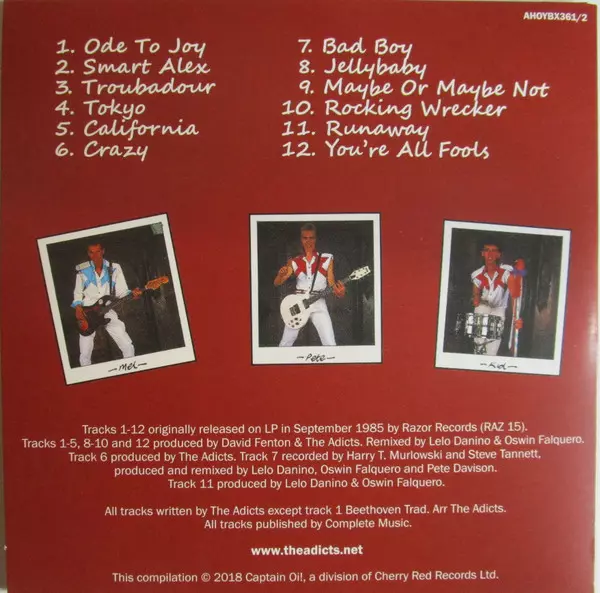 AHOYBX361/2
1. Ode To Joy
2. Smart Alex
3. Troubadour
4. Tokyo
5. California
6. Crazy
7. Bad Boy
8. Jellybaby
9. Maybe Or Maybe Not
10. Rocking Wrecker
11. Runaway
12. You're All Fools
-Mel-
-Pete-
-Kid-
Tracks 1-12 originally released on LP in September 1985 by Razor Records (RAZ 15).
Tracks 1-5, 8-10 and 12 produced by David Fenton & The Adicts. Remixed by Lelo Danino & Oswin Falquero.
Track 6 produced by The Adicts. Track 7 recorded by Harry T. Murlowski and Steve Tannett,
produced and remixed by Lelo Danino, Oswin Falquero and Pete Davison.
Track 11 produced by Lelo Danino & Oswin Falquero.
All tracks written by The Adicts except track 1 Beethoven Trad. Arr The Adicts.
All tracks published by Complete Music.
www.theadicts.net
This compilation © 2018 Captain Oi!, a division of Cherry Red Records Ltd.